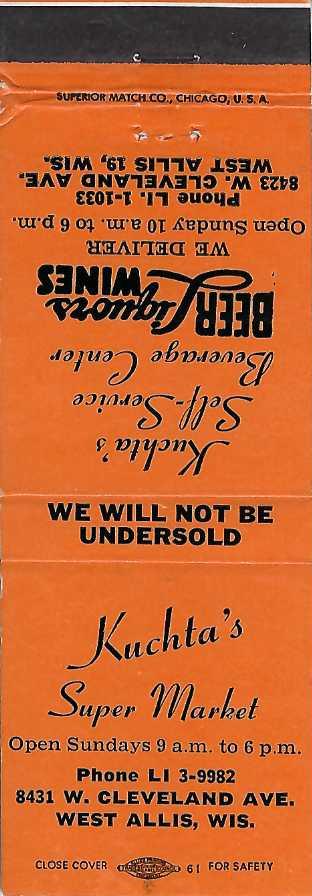 SUPERIOR MATCH CO., CHICAGO, U. S. A.
Kuchta's
Self-Service
Beverage Center
BEER Liquors WINES
WE DELIVER
Open Sunday 10 a.m. to 6 p.m.
Phone LI. 1-1033
8423 W. CLEVELAND AVE.
WEST ALLIS 19, WIS.
WE WILL NOT BE
UNDERSOLD
Kuchta's
Super Market
Open Sundays 9 a.m. to 6 p.m.
Phone LI 3-9982
8431 W. CLEVELAND AVE.
WEST ALLIS, WIS.
CLOSE COVER 61 FOR SAFETY